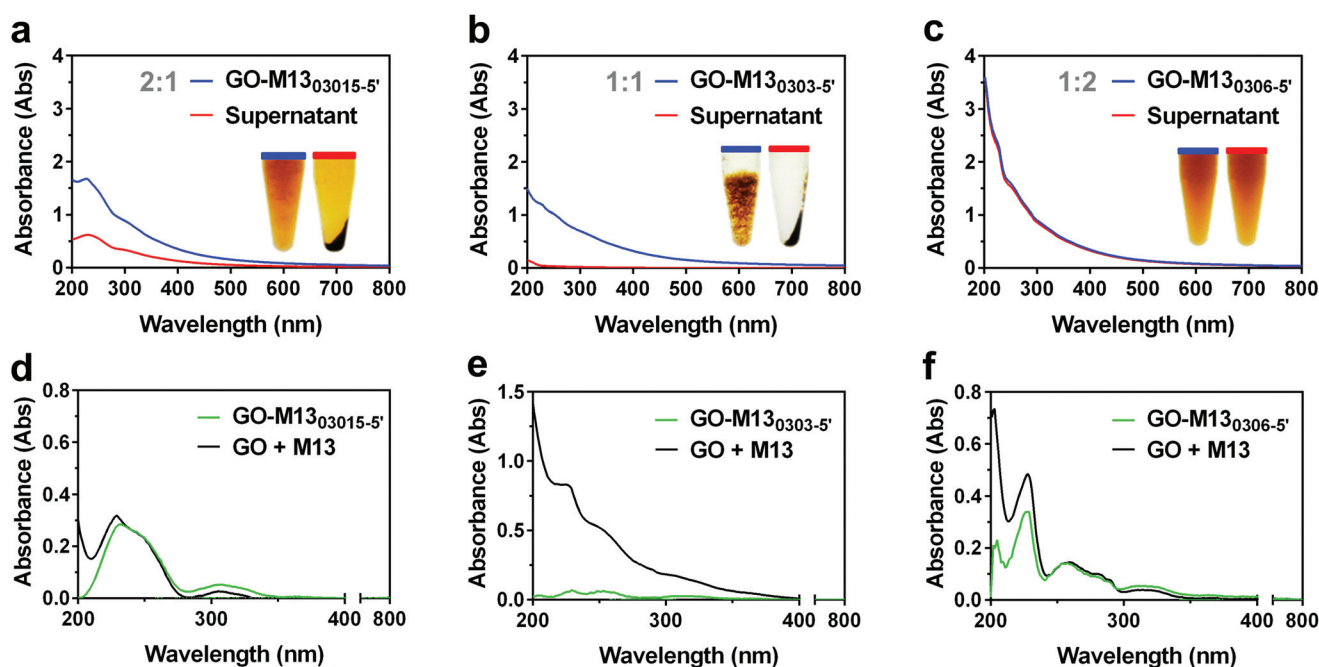 a
4
3
2
1
0
Absorbance (Abs)
2:1
GO-M13₀₃₀₁₅₋₅'
Supernatant
200 300 400 500 600 700 800
Wavelength (nm)
b
4
3
2
1
0
Absorbance (Abs)
1:1
GO-M13₀₃₀₃₋₅'
Supernatant
200 300 400 500 600 700 800
Wavelength (nm)
c
4
3
2
1
0
Absorbance (Abs)
1:2
GO-M13₀₃₀₆₋₅'
Supernatant
200 300 400 500 600 700 800
Wavelength (nm)
d
0.8
0.6
0.4
0.2
0.0
Absorbance (Abs)
GO-M13₀₃₀₁₅₋₅'
GO + M13
200 300 400 800
Wavelength (nm)
e
1.5
1.0
0.5
0.0
Absorbance (Abs)
GO-M13₀₃₀₃₋₅'
GO + M13
200 300 400 800
Wavelength (nm)
f
0.8
0.6
0.4
0.2
0.0
Absorbance (Abs)
GO-M13₀₃₀₆₋₅'
GO + M13
200 300 400 800
Wavelength (nm)